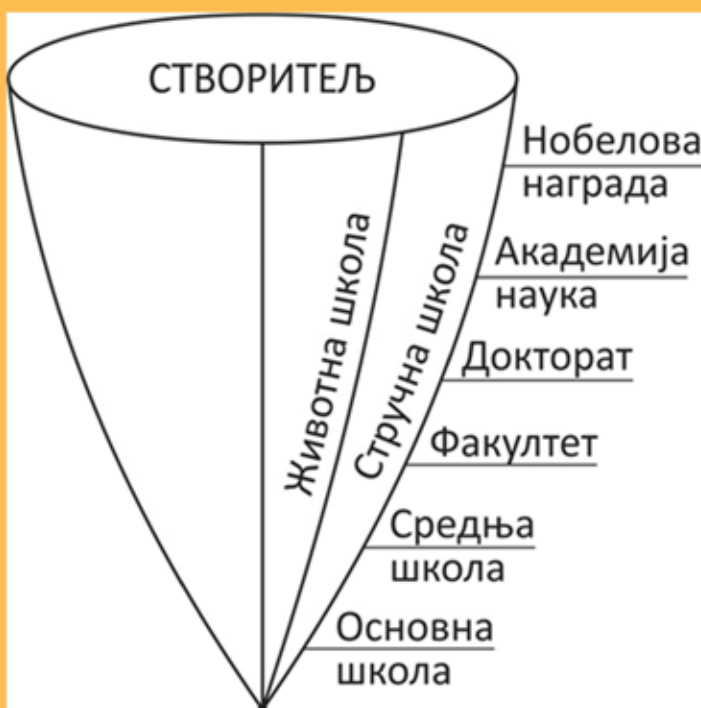 СТВОРИТЕЉ
Нобелова
награда
Академија
наука
Докторат
Факултет
Средња
школа
Основна
школа
Животна школа
Стручна школа